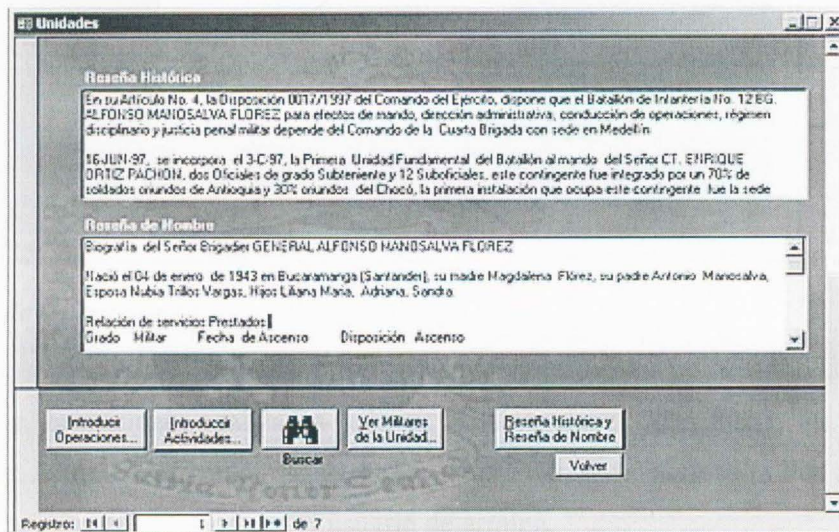 Unidades
Reseña Histórica
En su Artículo No. 4, la Disposición 0017/1997 del Comando del Ejército, dispone que el Batallón de Infantería No. 12 BG.
ALFONSO MANOSALVA FLOREZ para efectos de mando, dirección administrativa, conducción de operaciones, régimen
disciplinario y justicia penal militar depende del Comando de la Cuarta Brigada con sede en Medellín.
16-JUN-97, se incorpora el 3-C-97, la Primera Unidad Fundamental del Batallón al mando del Señor CT. ENRIQUE
ORTIZ PACHON, dos Oficiales de grado Subteniente y 12 Suboficiales, este contingente fue integrado por un 70% de
soldados oriundos de Antioquia y 30% oriundos del Chocó, la primera instalación que ocupa este contingente fue la sede
Reseña de Nombre
Biografía del Señor Brigadier GENERAL ALFONSO MANOSALVA FLOREZ
Nació el 04 de enero de 1943 en Bucaramanga (Santander), su madre Magdalena Flórez, su padre Antonio Manosalva,
Esposa Nubia Trillos Vargas, Hijos Liliana María, Adriana, Sandra.
Relación de servicios Prestados
Grado Militar Fecha de Ascenso Disposición Ascenso
Introducir
Operaciones...
Introduccir
Actividades...
Buscar
Ver Militares
de la Unidad...
Reseña Histórica y
Reseña de Nombre
Volver
Patria Honor
Registro: 1 de 7